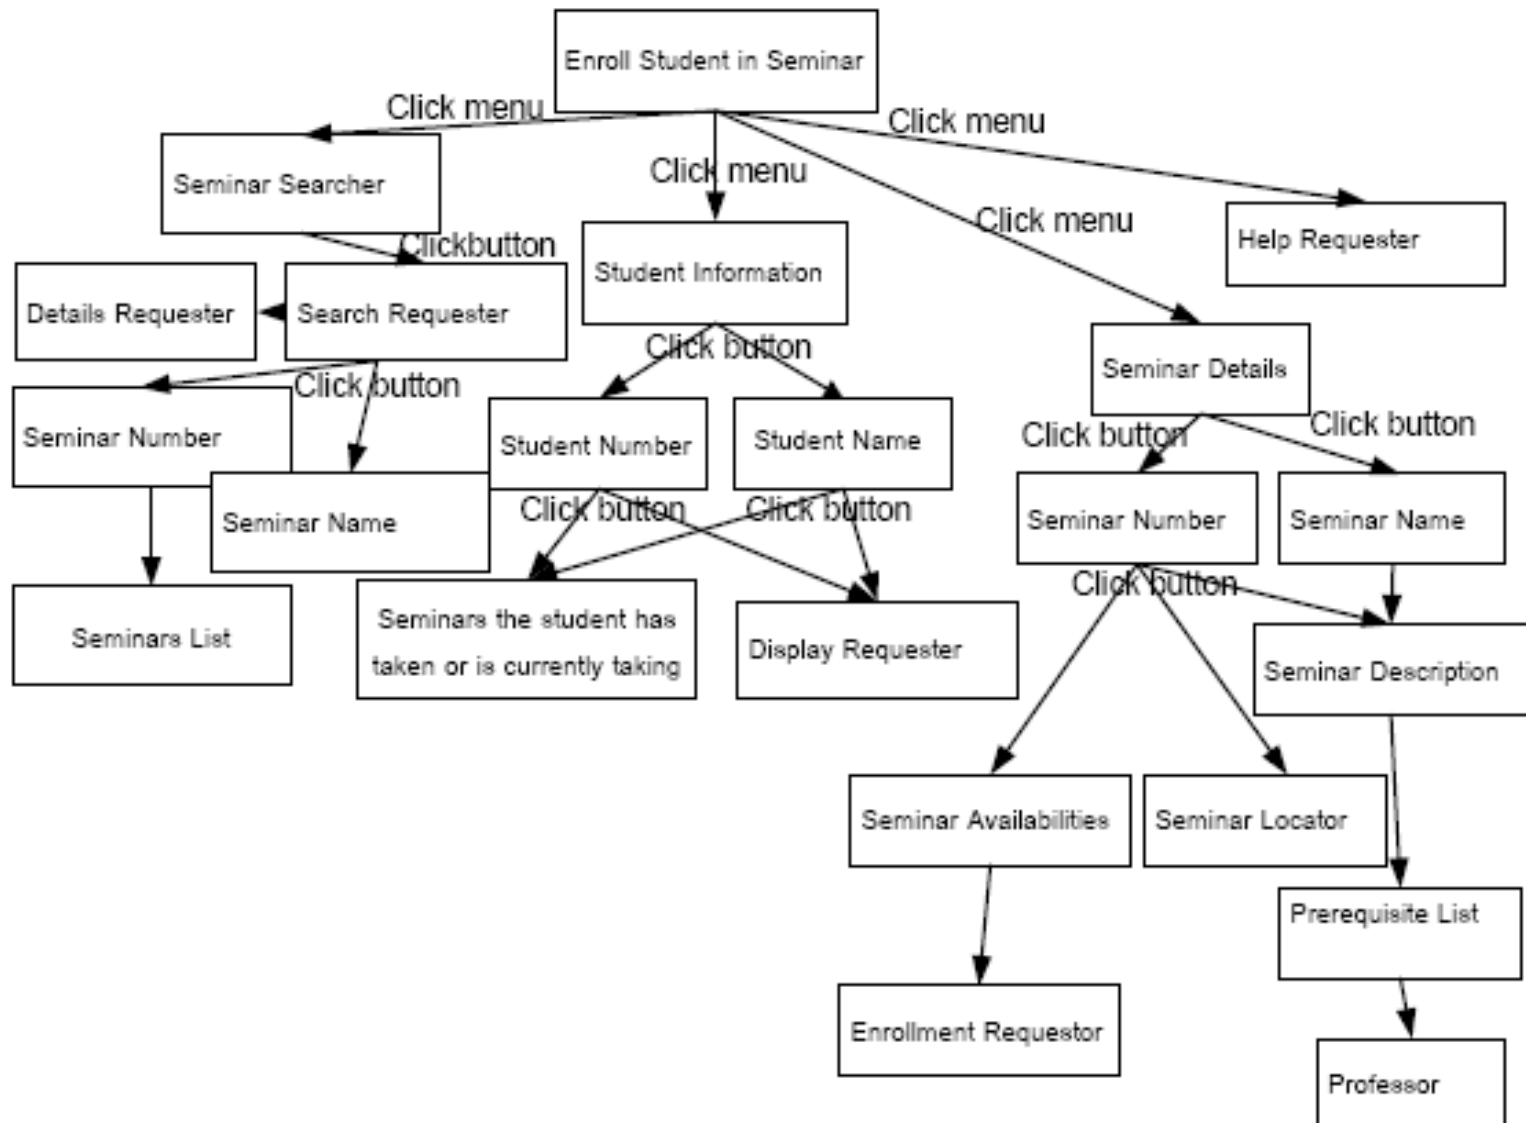 Enroll Student in Seminar
Click menu
Click menu
Click menu
Seminar Searcher
Click menu
Help Requester
Clickbutton
Student Information
Details Requester
Search Requester
Click button
Seminar Details
Click button
Seminar Number
Student Number
Student Name
Click button
Click button
Seminar Name
Click button
Click button
Seminar Number
Seminar Name
Click button
Seminars List
Seminars the student has
taken or is currently taking
Display Requester
Seminar Description
Seminar Availabilities
Seminar Locator
Prerequisite List
Enrollment Requestor
Professor